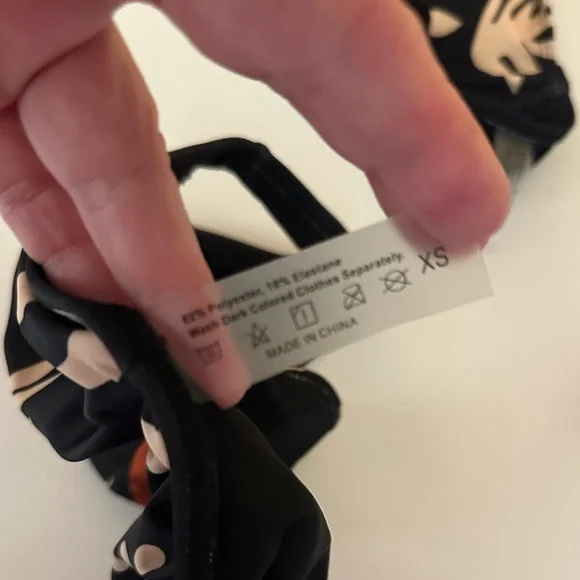 82% Polyester, 18% Elastane
Wash Dark Colored Clothes Separately.
XS
MADE IN CHINA